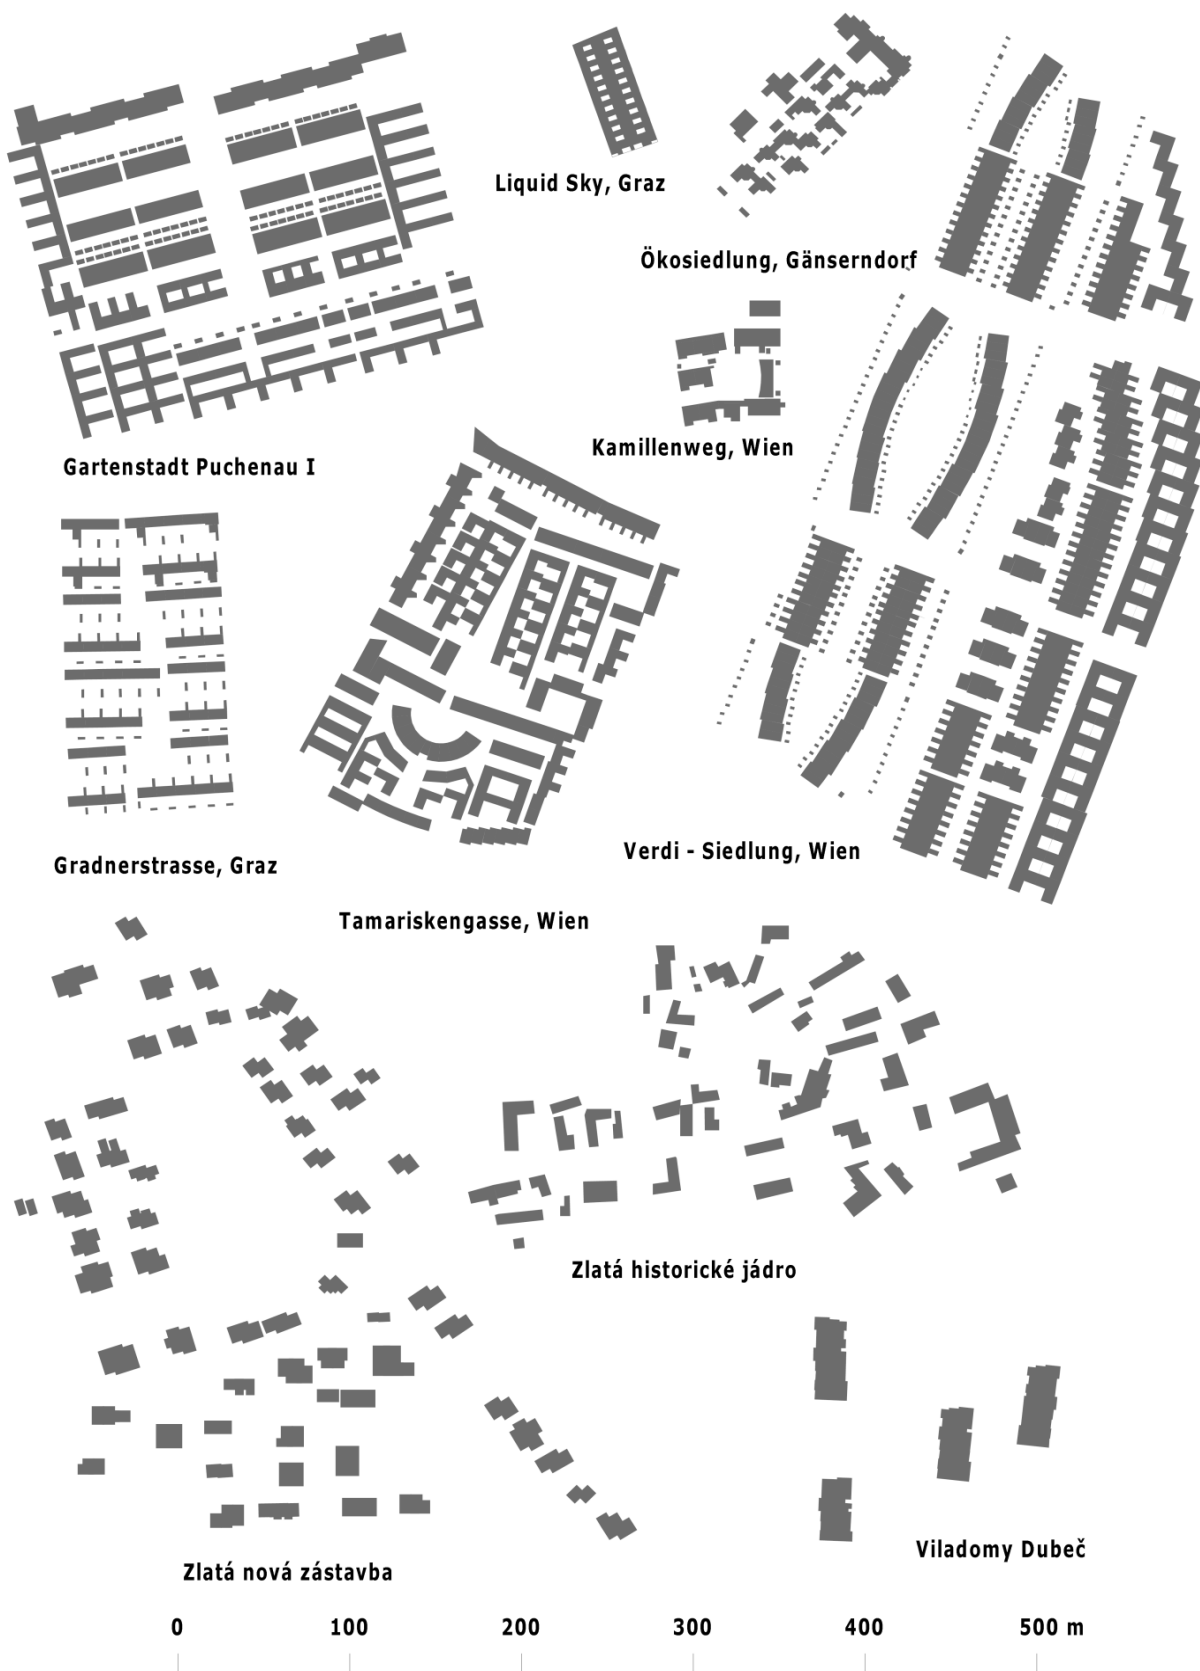 Liquid Sky, Graz
Ökosiedlung, Gänserndorf
Kamillenweg, Wien
Gartenstadt Puchenau I
Verdi - Siedlung, Wien
Gradnerstrasse, Graz
Tamariskengasse, Wien
Zlatá historické jádro
Viladomy Dubeč
Zlatá nová zástavba
0 100 200 300 400 500 m